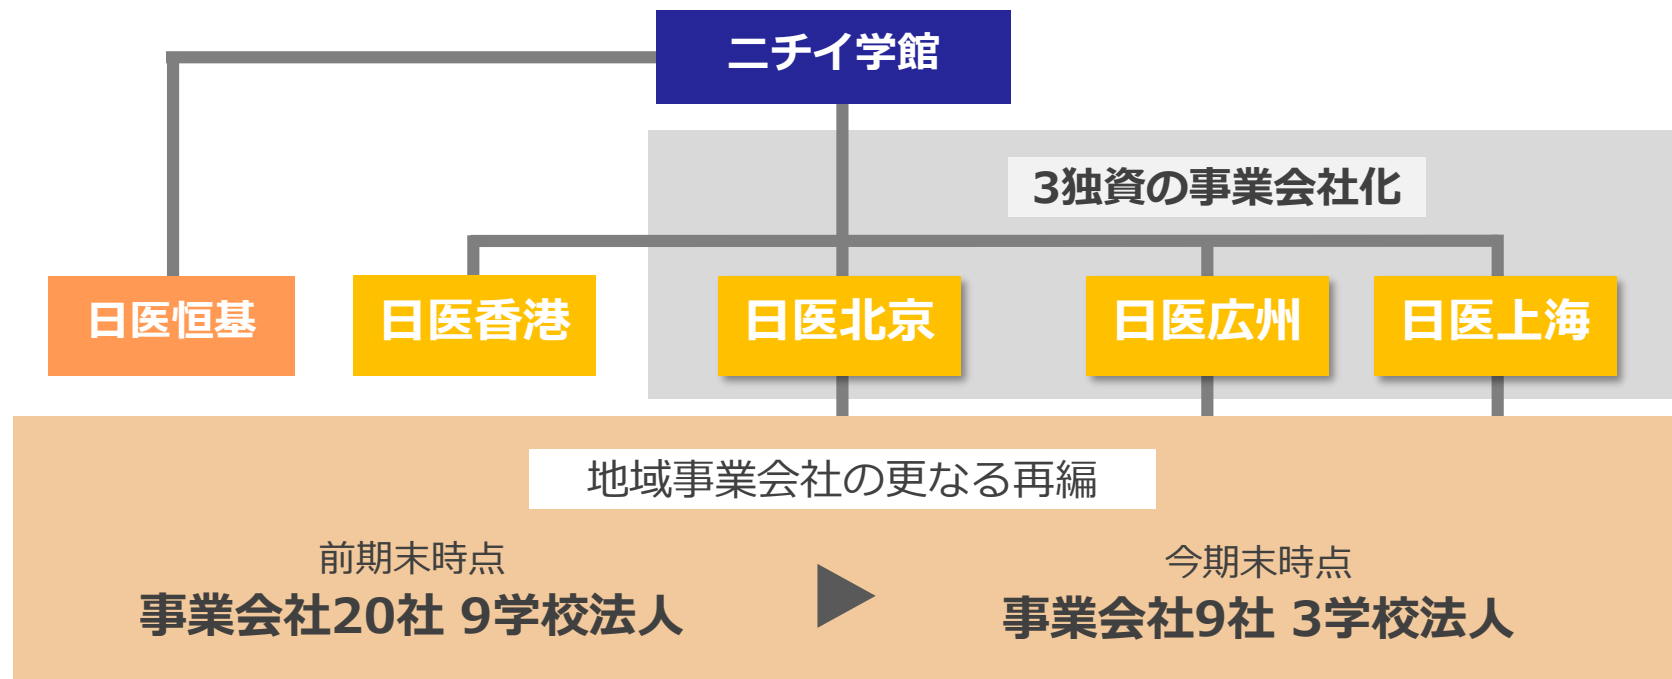 ニチイ学館
3独資の事業会社化
日医恒基
日医香港
日医北京
日医広州
日医上海
地域事業会社の更なる再編
前期末時点
事業会社20社 9学校法人
今期末時点
事業会社9社 3学校法人